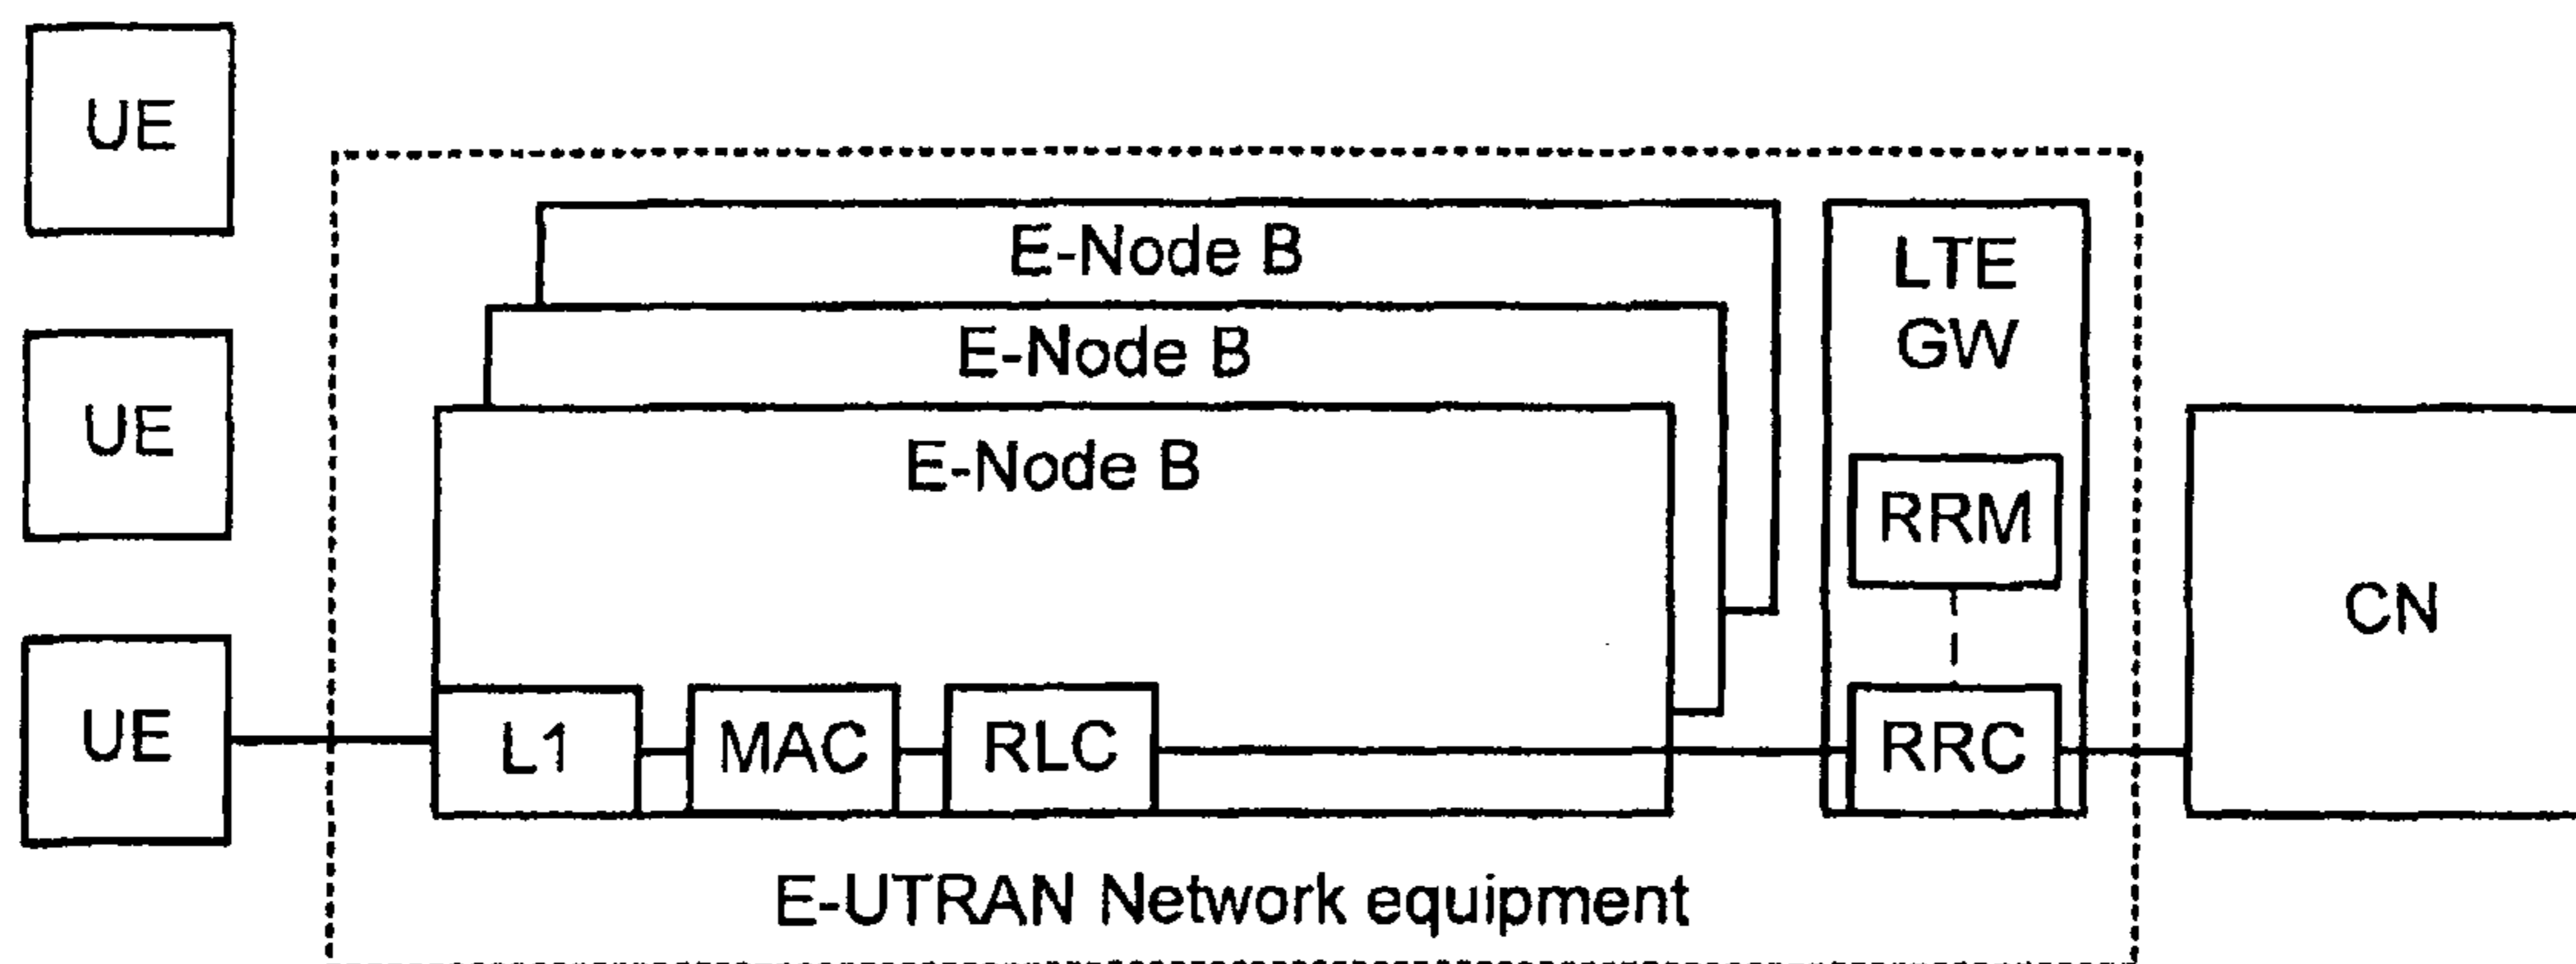 UE
UE
UE
E-Node B
E-Node B
E-Node B
L1
MAC
RLC
LTE
GW
RRM
RRC
CN
E-UTRAN Network equipment